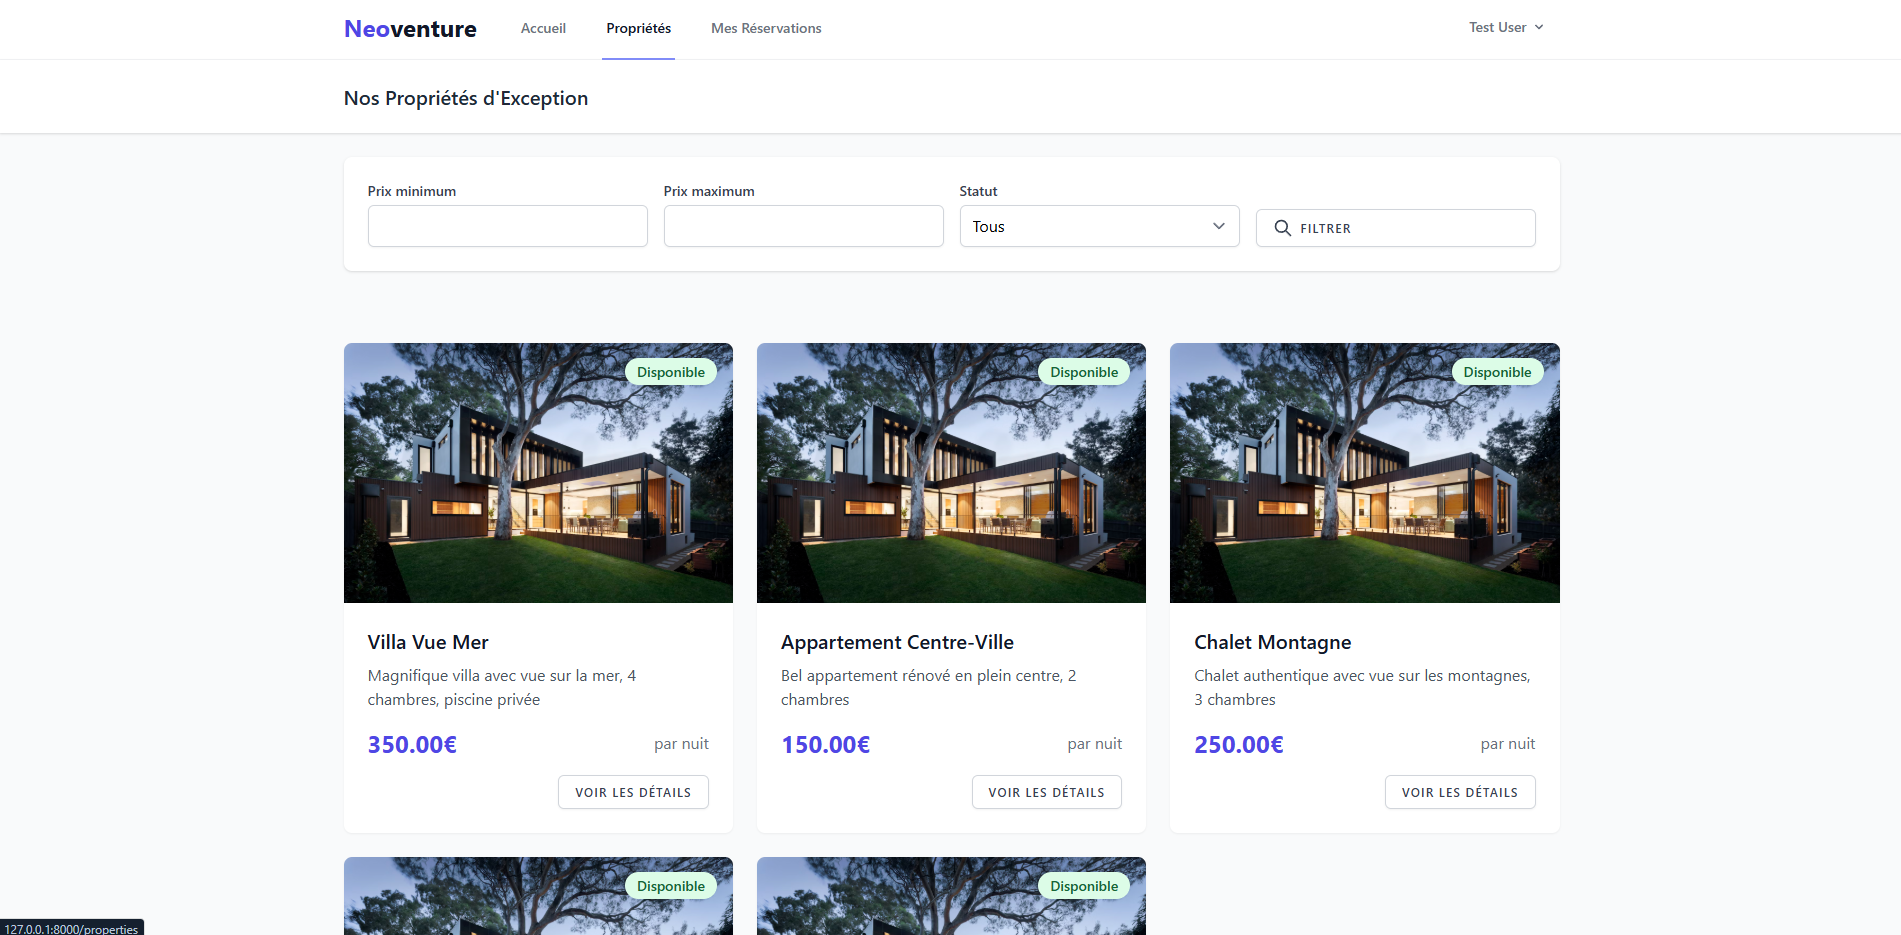 Neoventure Accueil Propriétés Mes Réservations Test User
Nos Propriétés d'Exception
Prix minimum Prix maximum Statut
Tous FILTRER
Disponible Disponible Disponible
Villa Vue Mer Appartement Centre-Ville Chalet Montagne
Magnifique villa avec vue sur la mer, 4 Bel appartement rénové en plein centre, 2 Chalet authentique avec vue sur les montagnes,
chambres, piscine privée chambres 3 chambres
350.00€ par nuit 150.00€ par nuit 250.00€ par nuit
VOIR LES DÉTAILS VOIR LES DÉTAILS VOIR LES DÉTAILS
Disponible Disponible
127.0.0.1:8000/properties